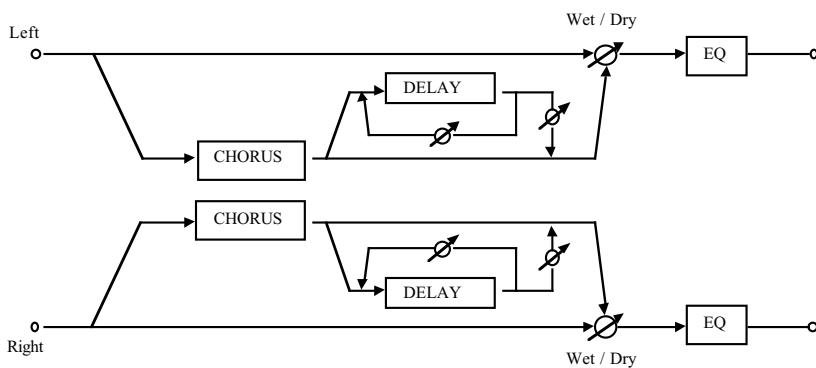 Wet / Dry
Left
EQ
DELAY
CHORUS
CHORUS
DELAY
EQ
Right
Wet / Dry